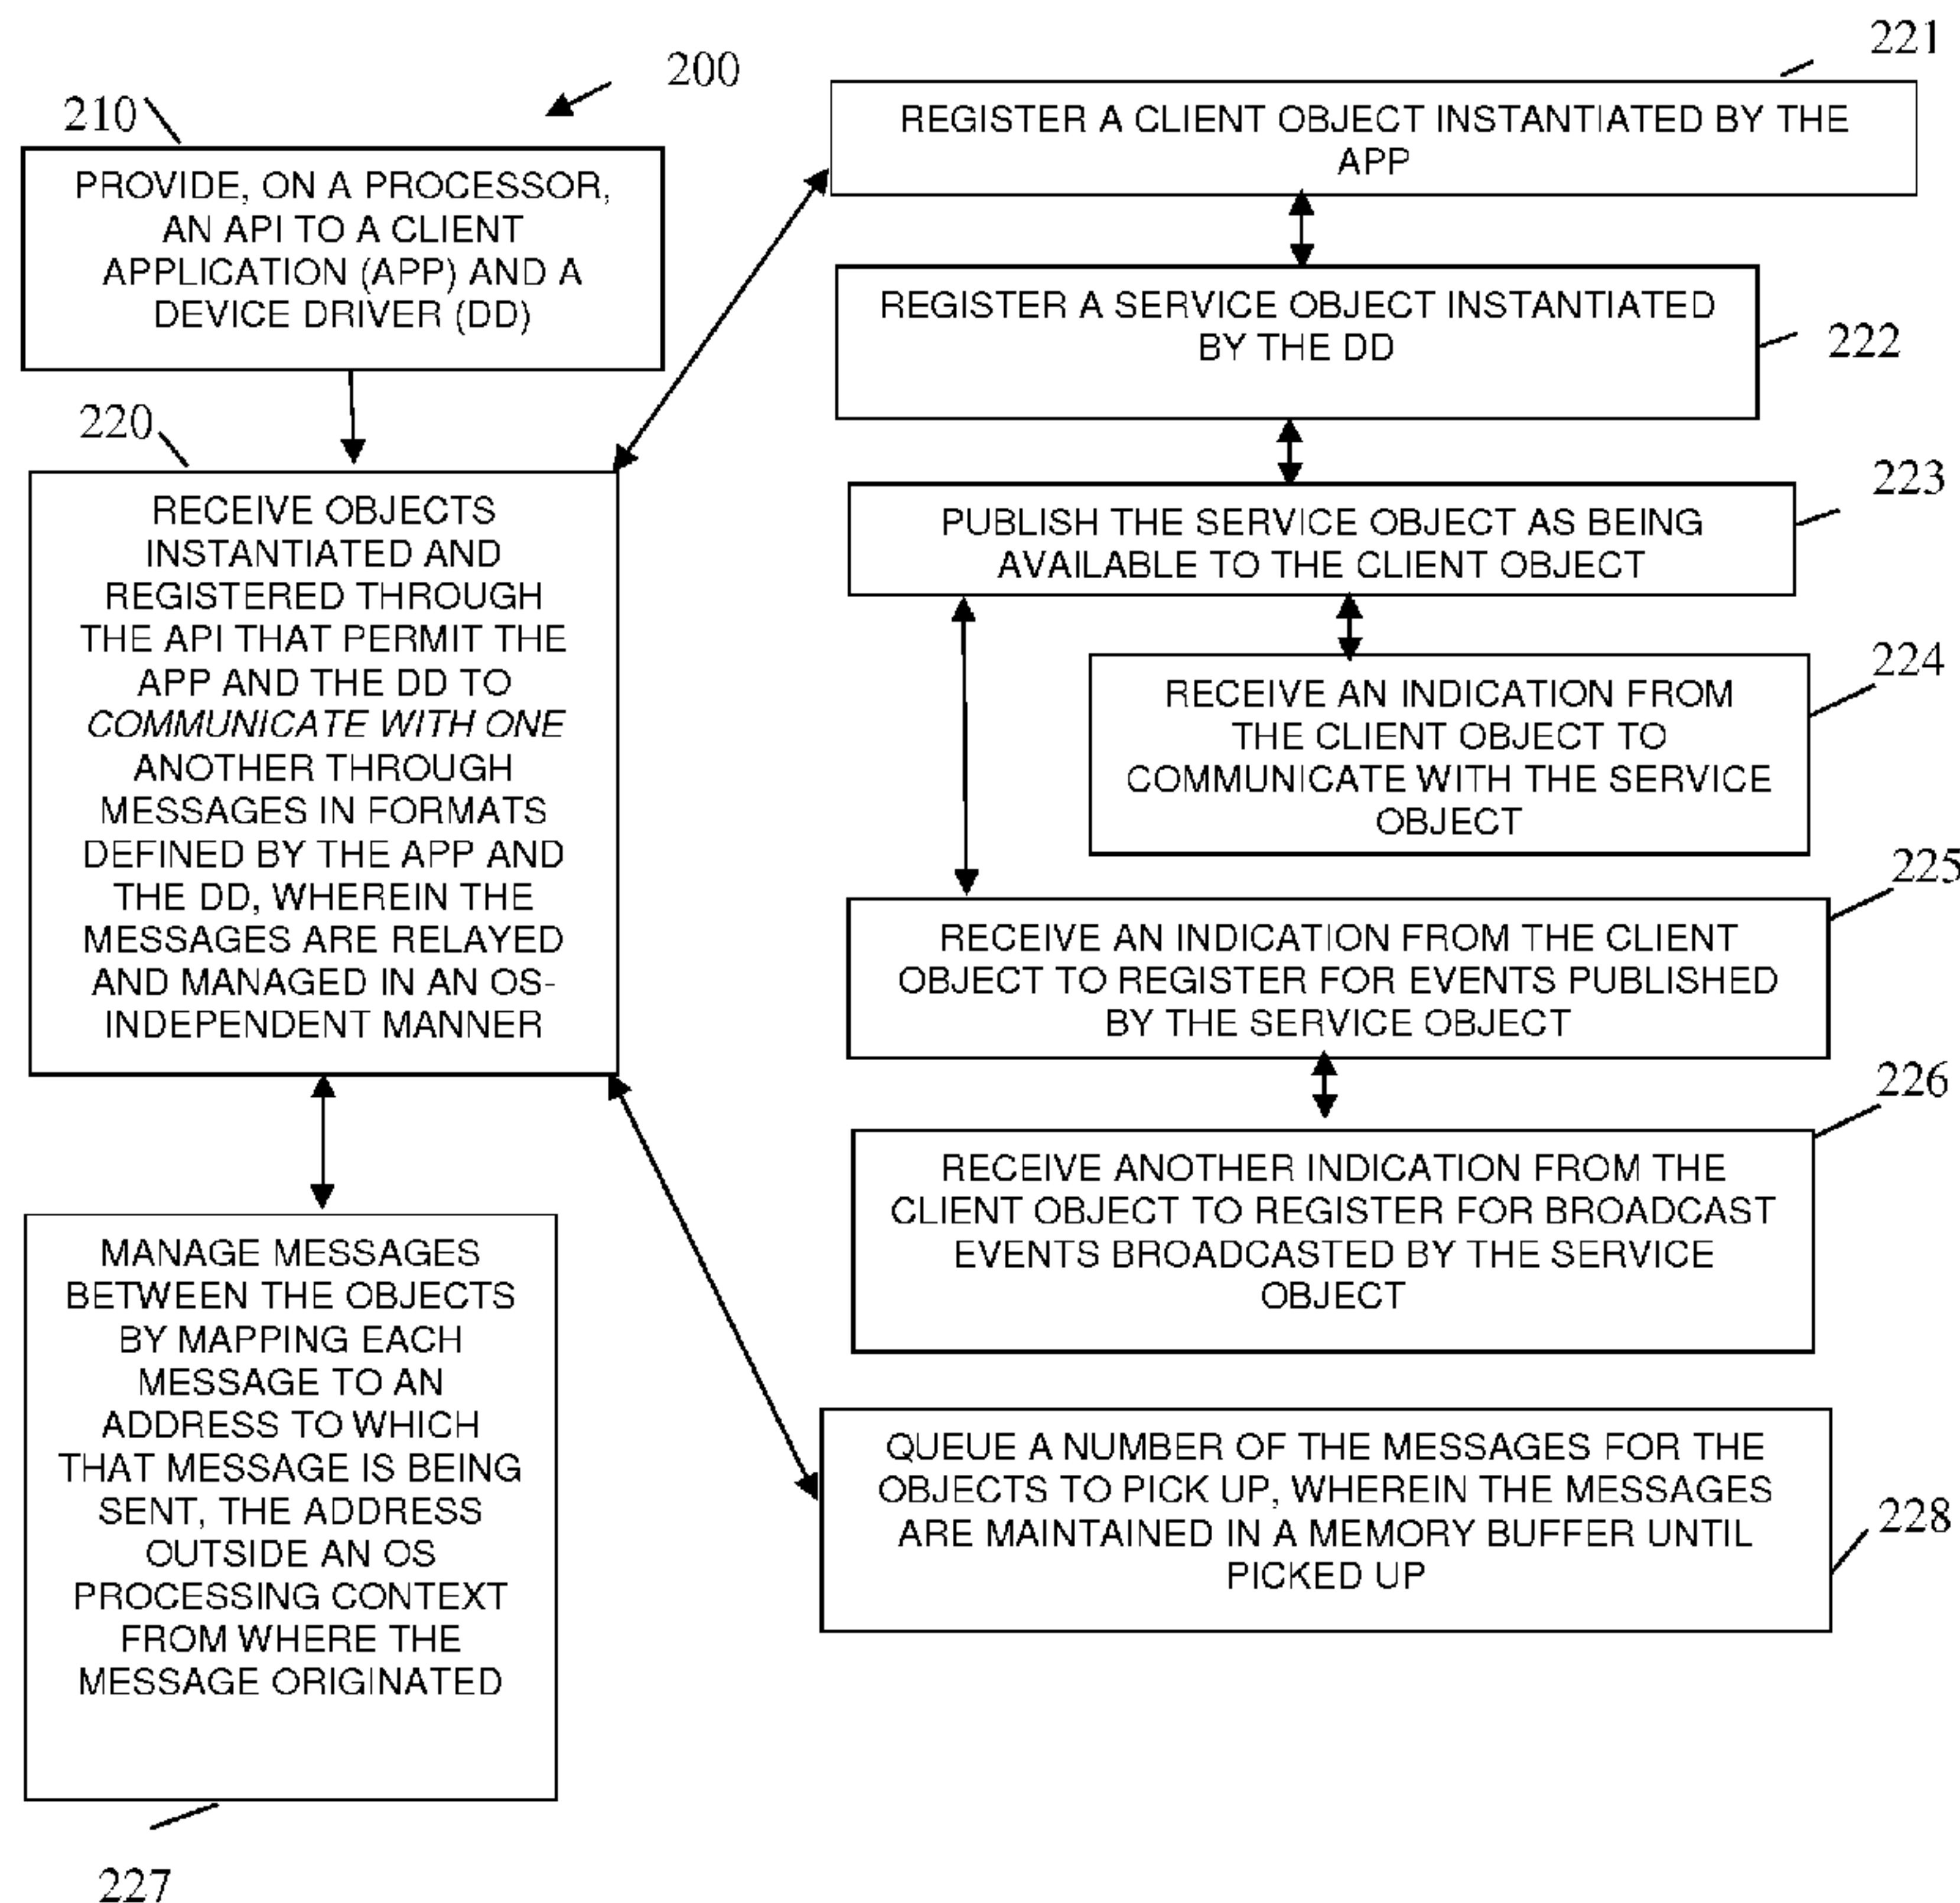 200
210
PROVIDE, ON A PROCESSOR,
AN API TO A CLIENT
APPLICATION (APP) AND A
DEVICE DRIVER (DD)
220
RECEIVE OBJECTS
INSTANTIATED AND
REGISTERED THROUGH
THE API THAT PERMIT THE
APP AND THE DD TO
COMMUNICATE WITH ONE
ANOTHER THROUGH
MESSAGES IN FORMATS
DEFINED BY THE APP AND
THE DD, WHEREIN THE
MESSAGES ARE RELAYED
AND MANAGED IN AN OS-
INDEPENDENT MANNER
221
REGISTER A CLIENT OBJECT INSTANTIATED BY THE
APP
222
REGISTER A SERVICE OBJECT INSTANTIATED
BY THE DD
223
PUBLISH THE SERVICE OBJECT AS BEING
AVAILABLE TO THE CLIENT OBJECT
224
RECEIVE AN INDICATION FROM
THE CLIENT OBJECT TO
COMMUNICATE WITH THE SERVICE
OBJECT
225
RECEIVE AN INDICATION FROM THE CLIENT
OBJECT TO REGISTER FOR EVENTS PUBLISHED
BY THE SERVICE OBJECT
226
RECEIVE ANOTHER INDICATION FROM THE
CLIENT OBJECT TO REGISTER FOR BROADCAST
EVENTS BROADCASTED BY THE SERVICE
OBJECT
MANAGE MESSAGES
BETWEEN THE OBJECTS
BY MAPPING EACH
MESSAGE TO AN
ADDRESS TO WHICH
THAT MESSAGE IS BEING
SENT, THE ADDRESS
OUTSIDE AN OS
PROCESSING CONTEXT
FROM WHERE THE
MESSAGE ORIGINATED
227
QUEUE A NUMBER OF THE MESSAGES FOR THE
OBJECTS TO PICK UP, WHEREIN THE MESSAGES
ARE MAINTAINED IN A MEMORY BUFFER UNTIL
PICKED UP
228